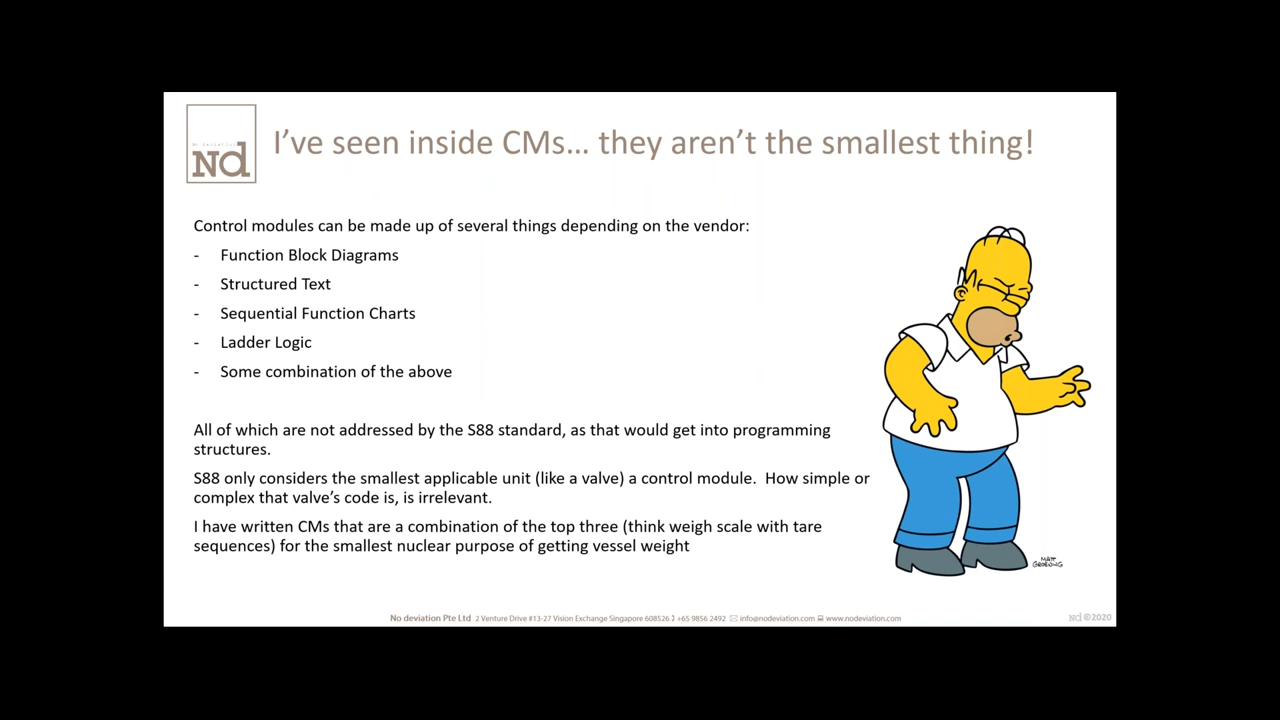 No deviation
Nd
I've seen inside CMs... they aren't the smallest thing!
Control modules can be made up of several things depending on the vendor:
- Function Block Diagrams
- Structured Text
- Sequential Function Charts
- Ladder Logic
- Some combination of the above
All of which are not addressed by the S88 standard, as that would get into programming
structures.
S88 only considers the smallest applicable unit (like a valve) a control module. How simple or
complex that valve's code is, is irrelevant.
I have written CMs that are a combination of the top three (think weigh scale with tare
sequences) for the smallest nuclear purpose of getting vessel weight
MATT
GROENING
No deviation Pte Ltd 2 Venture Drive #13-27 Vision Exchange Singapore 608526 +65 9856 2492 info@nodeviation.com www.nodeviation.com
Nd ©2020